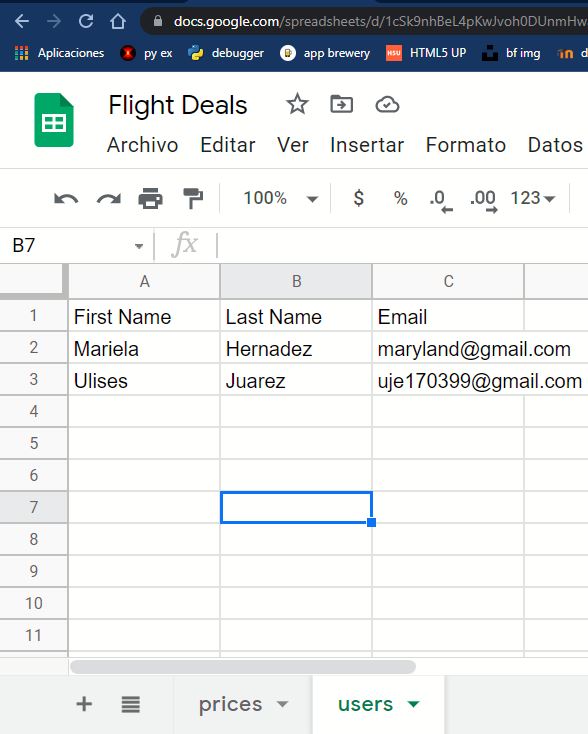 docs.google.com/spreadsheets/d/1cSk9nhBeL4pKwJvoh0DUnmHw
Aplicaciones py ex debugger app brewery HSU HTML5 UP bf img in d
Flight Deals
Archivo Editar Ver Insertar Formato Datos
100% $ % .0 .00 123
B7 fx
A B C
1 First Name Last Name Email
2 Mariela Hernadez maryland@gmail.com
3 Ulises Juarez uje170399@gmail.com
4
5
6
7
8
9
10
11
+ prices users